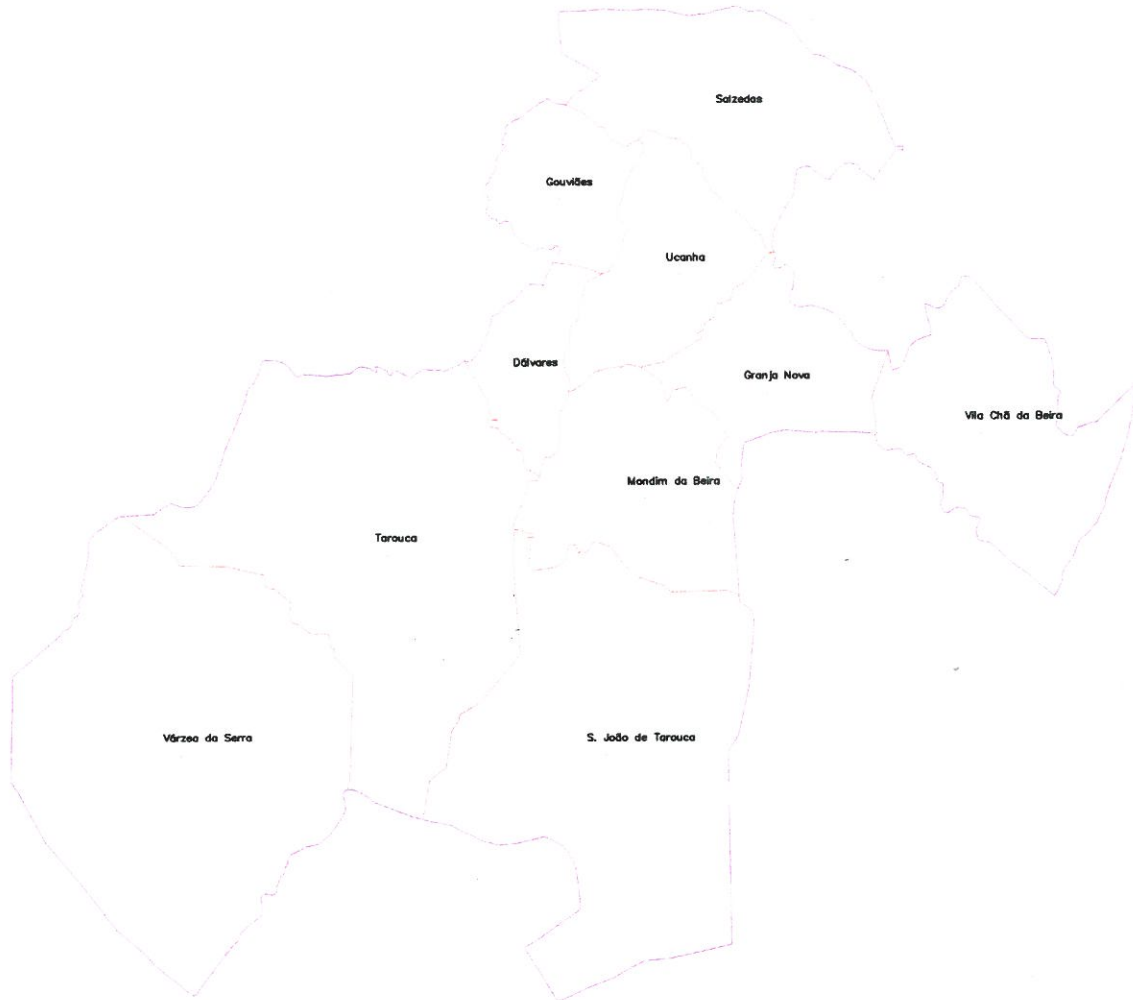 Salzedas
Gouviães
Ucanha
Dálvares
Granja Nova
Vila Chã da Beira
Mondim da Beira
Tarouca
Várzea da Serra
S. João de Tarouca